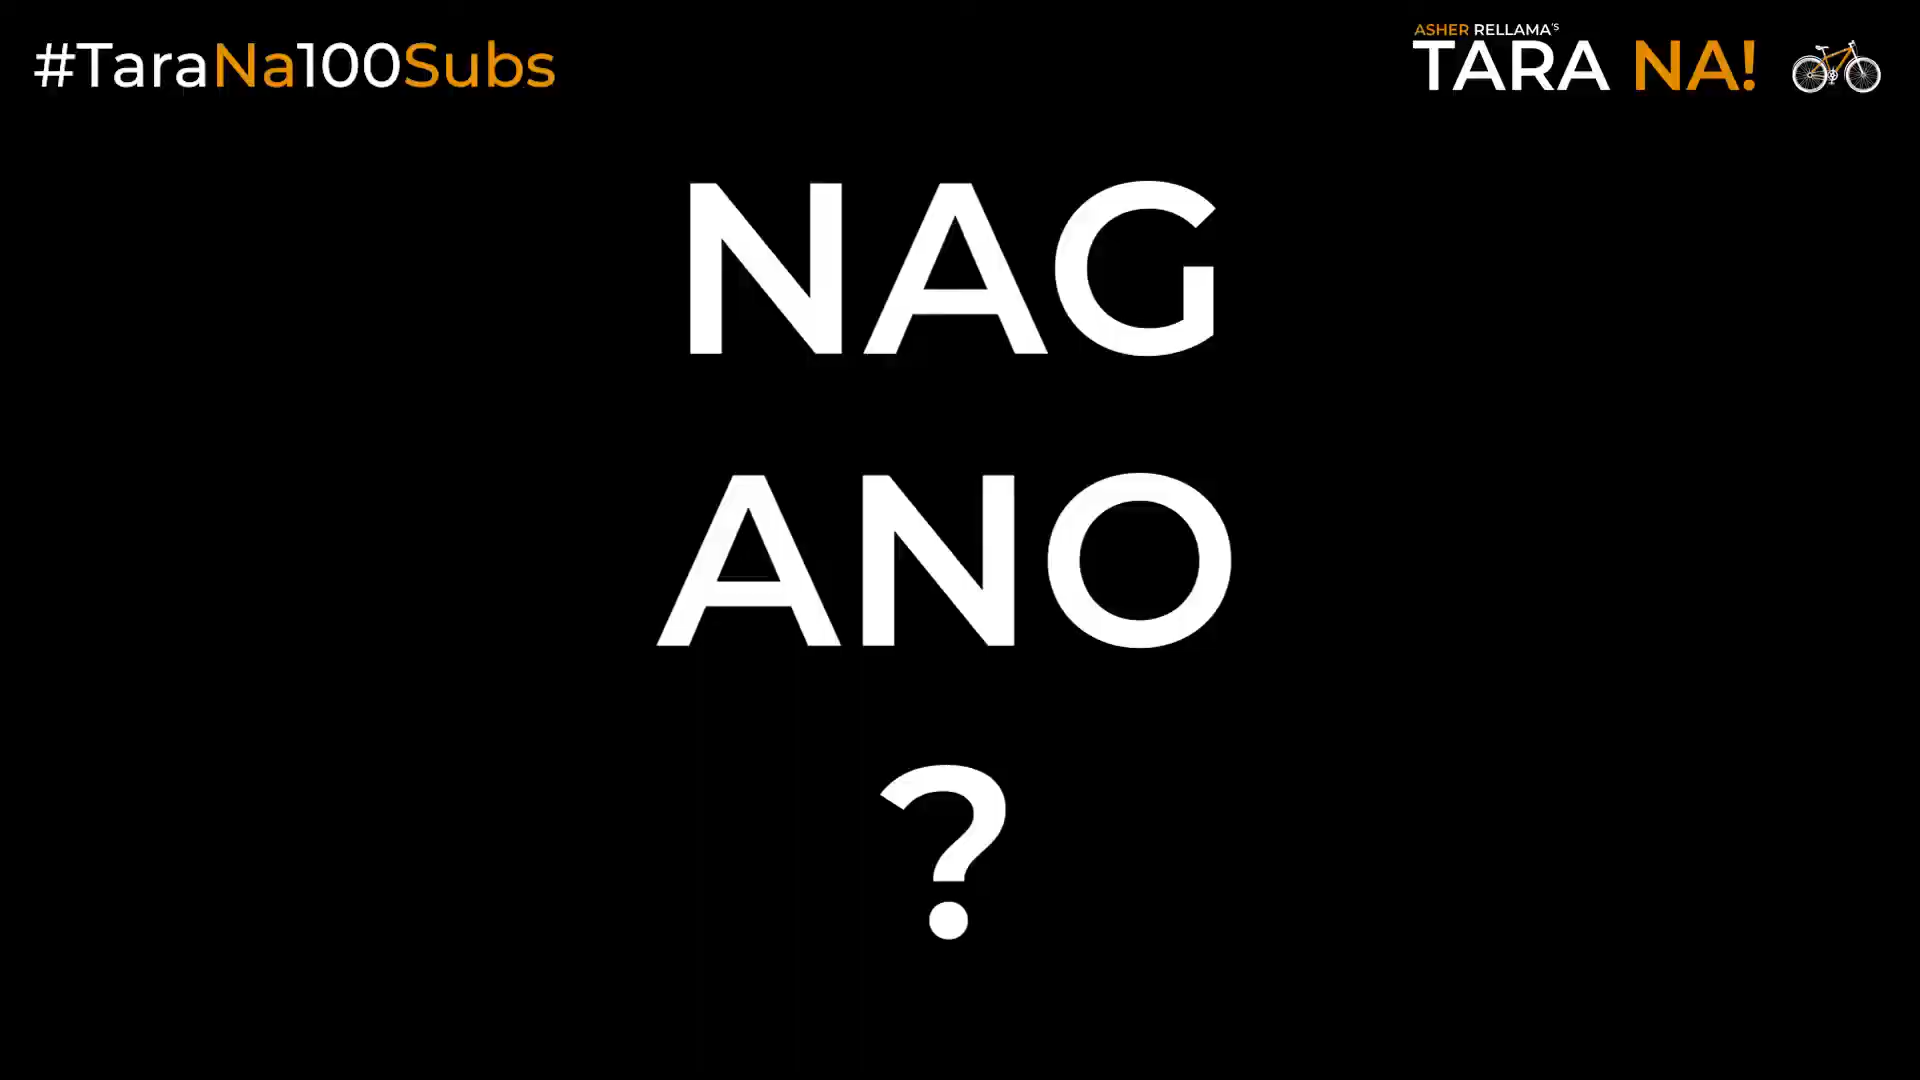 #TaraNa100Subs
ASHER RELLAMA'S
TARA NA!
NAG
ANO
?